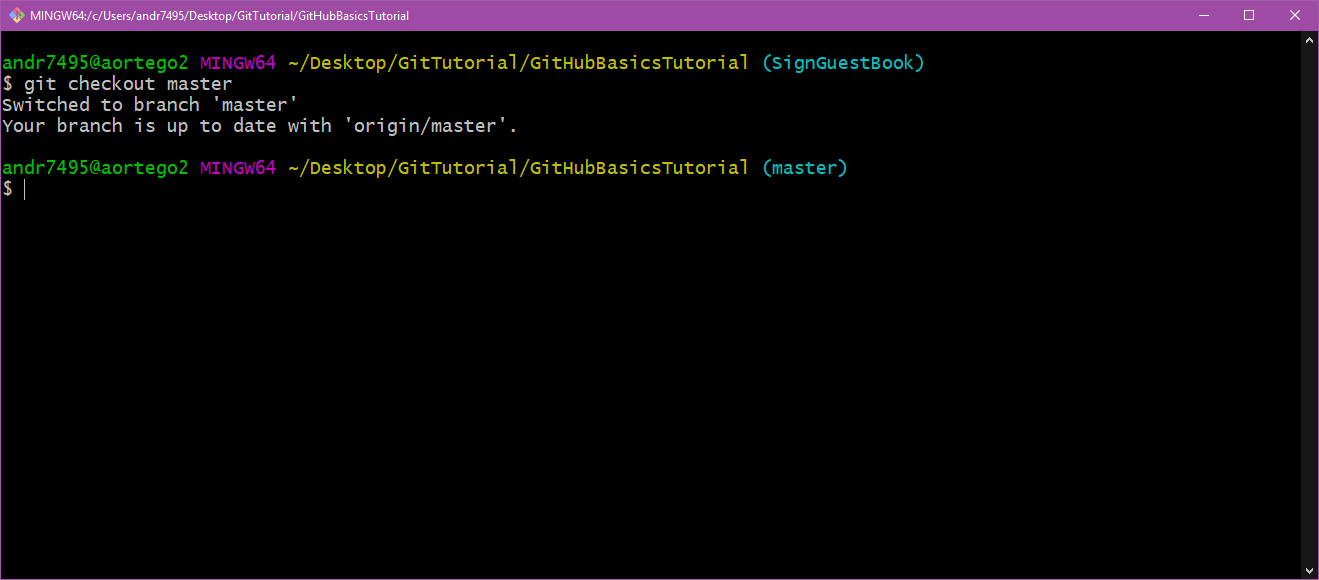 MINGW64:/c/Users/andr7495/Desktop/GitTutorial/GitHubBasicsTutorial
andr7495@aortego2 MINGW64 ~/Desktop/GitTutorial/GitHubBasicsTutorial (SignGuestBook)
$ git checkout master
Switched to branch 'master'
Your branch is up to date with 'origin/master'.
andr7495@aortego2 MINGW64 ~/Desktop/GitTutorial/GitHubBasicsTutorial (master)
$